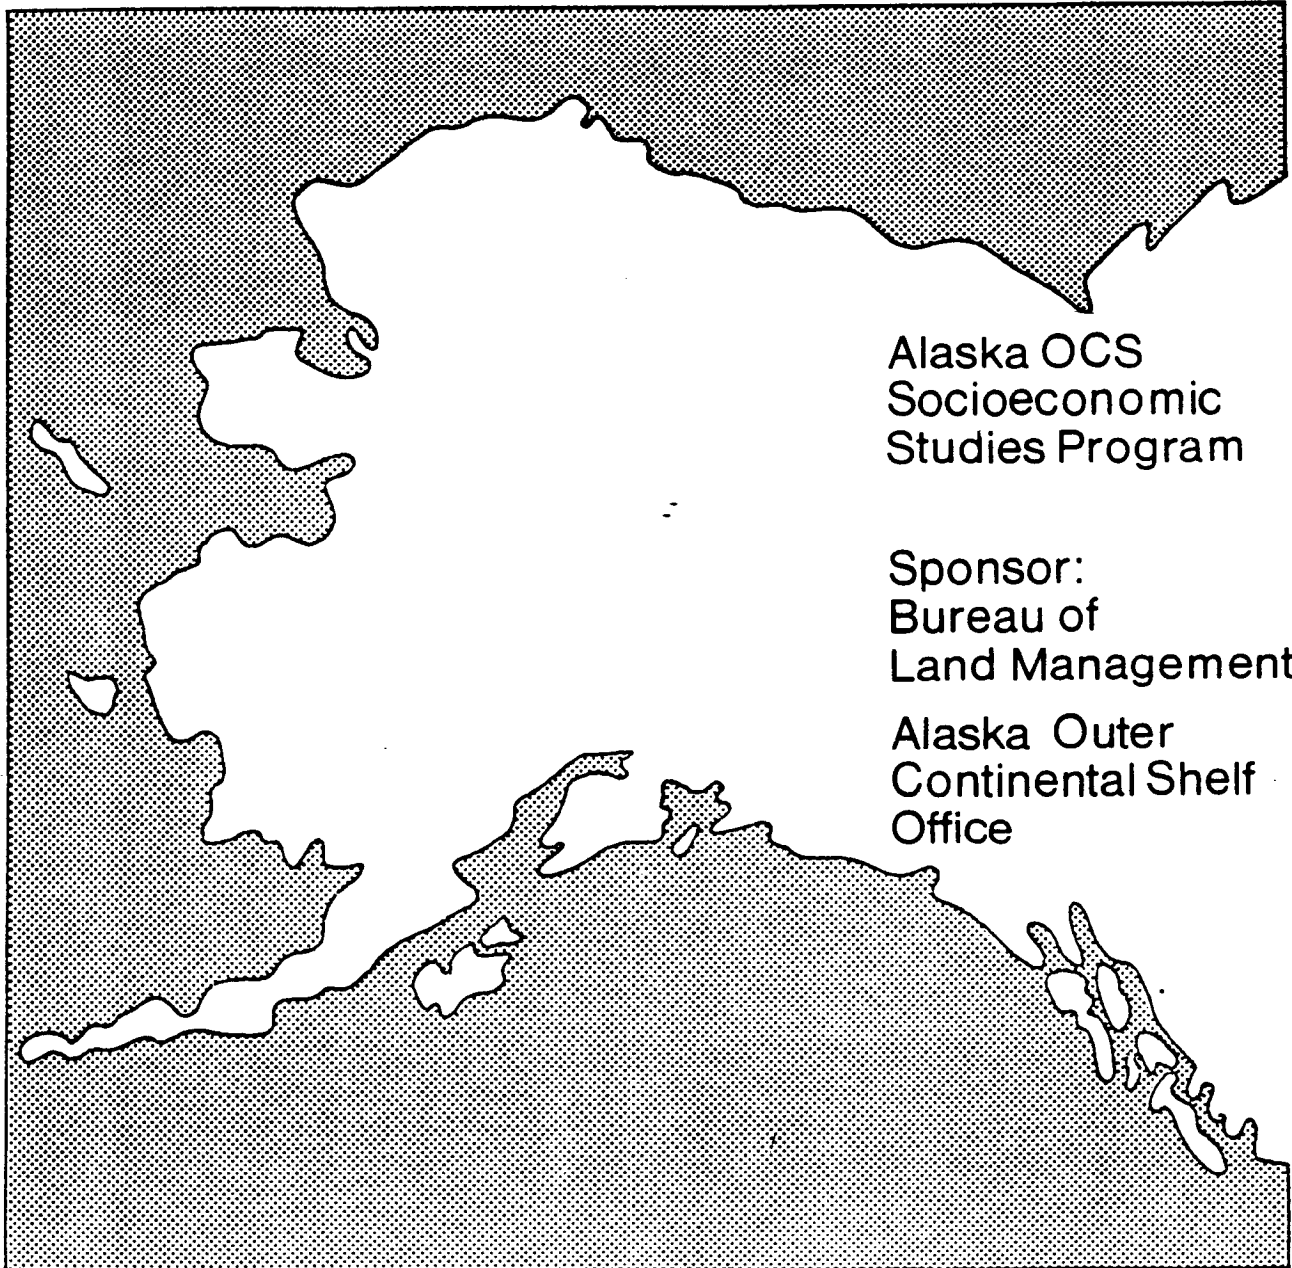 Alaska OCS
Socioeconomic
Studies Program
Sponsor:
Bureau of
Land Management
Alaska Outer
Continental Shelf
Office